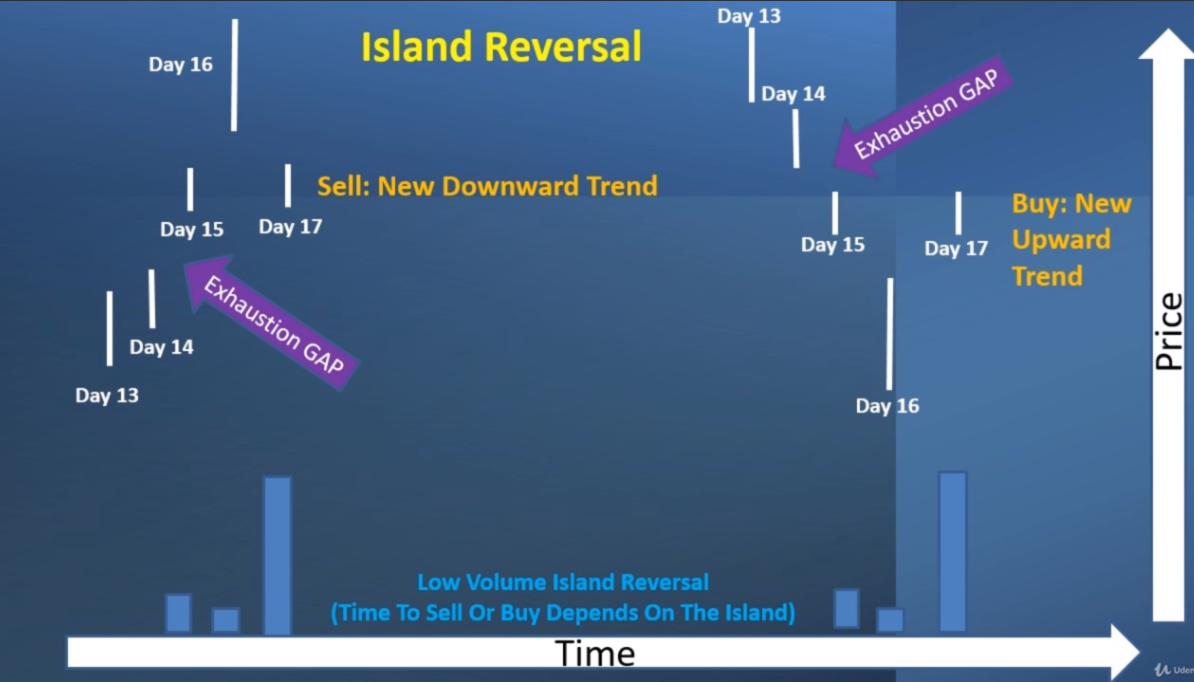 Island Reversal
Day 16
Day 15
Day 17
Sell: New Downward Trend
Exhaustion GAP
Day 14
Day 13
Day 13
Day 14
Exhaustion GAP
Day 15
Day 17
Buy: New
Upward
Trend
Day 16
Price
Low Volume Island Reversal
(Time To Sell Or Buy Depends On The Island)
Time